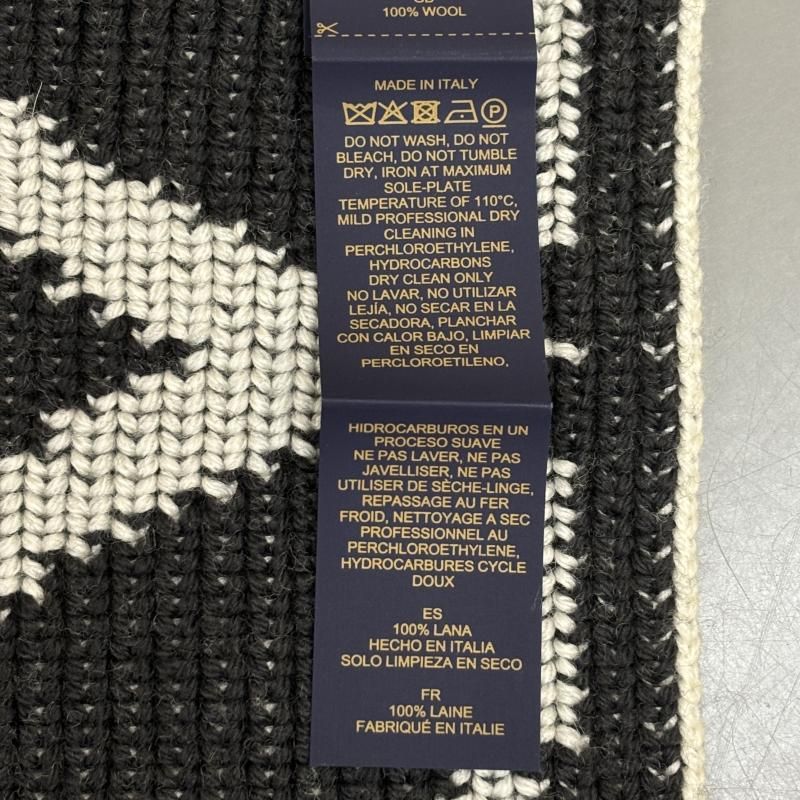 GB
100% WOOL
MADE IN ITALY
P
DO NOT WASH, DO NOT
BLEACH, DO NOT TUMBLE
DRY, IRON AT MAXIMUM
SOLE-PLATE
TEMPERATURE OF 110°C,
MILD PROFESSIONAL DRY
CLEANING IN
PERCHLOROETHYLENE,
HYDROCARBONS
DRY CLEAN ONLY
NO LAVAR, NO UTILIZAR
LEJÍA, NO SECAR EN LA
SECADORA, PLANCHAR
CON CALOR BAJO, LIMPIAR
EN SECO EN
PERCLOROETILENO,
HIDROCARBUROS EN UN
PROCESO SUAVE
NE PAS LAVER, NE PAS
JAVELLISER, NE PAS
UTILISER DE SÈCHE-LINGE,
REPASSAGE AU FER
FROID, NETTOYAGE A SEC
PROFESSIONNEL AU
PERCHLOROETHYLENE,
HYDROCARBURES CYCLE
DOUX
ES
100% LANA
HECHO EN ITALIA
SOLO LIMPIEZA EN SECO
FR
100% LAINE
FABRIQUÉ EN ITALIE